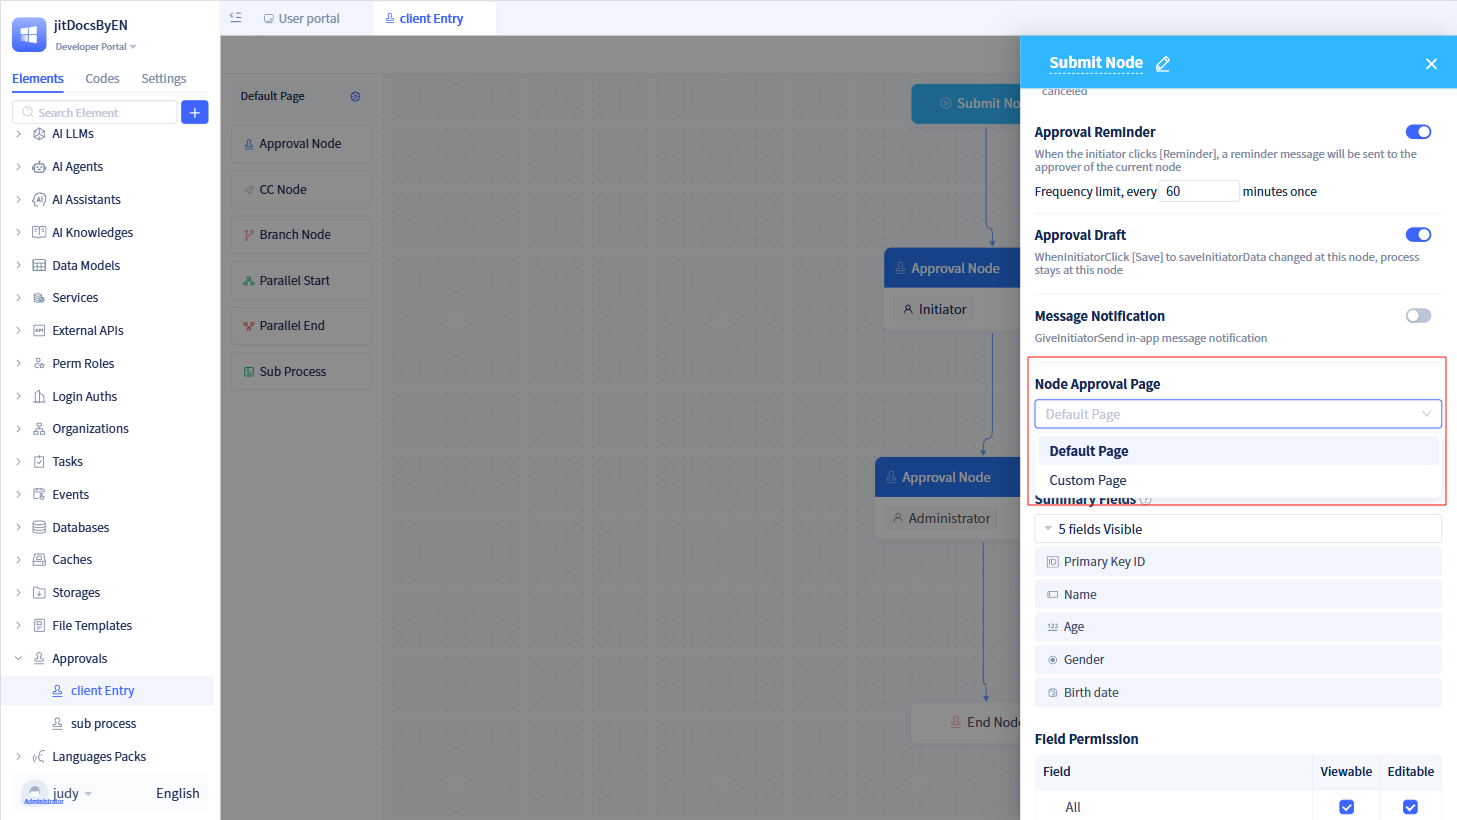 jitDocsByEN
Developer Portal
Elements
Codes
Settings
Search Element
AI LLMs
AI Agents
AI Assistants
AI Knowledges
Data Models
Services
External APIs
Perm Roles
Login Auths
Organizations
Tasks
Events
Databases
Caches
Storages
File Templates
Approvals
client Entry
sub process
Languages Packs
judy
Administrator
English
User portal
client Entry
Default Page
Approval Node
CC Node
Branch Node
Parallel Start
Parallel End
Sub Process
Submit No
Approval Node
Initiator
Approval Node
Administrator
End Node
Submit Node
canceled
Approval Reminder
When the initiator clicks [Reminder], a reminder message will be sent to the
approver of the current node
Frequency limit, every 60 minutes once
Approval Draft
WhenInitiatorClick [Save] to saveInitiatorData changed at this node, process
stays at this node
Message Notification
GiveInitiatorSend in-app message notification
Node Approval Page
Default Page
Default Page
Custom Page
Summary Fields
5 fields Visible
Primary Key ID
Name
123 Age
Gender
Birth date
Field Permission
Field Viewable Editable
All